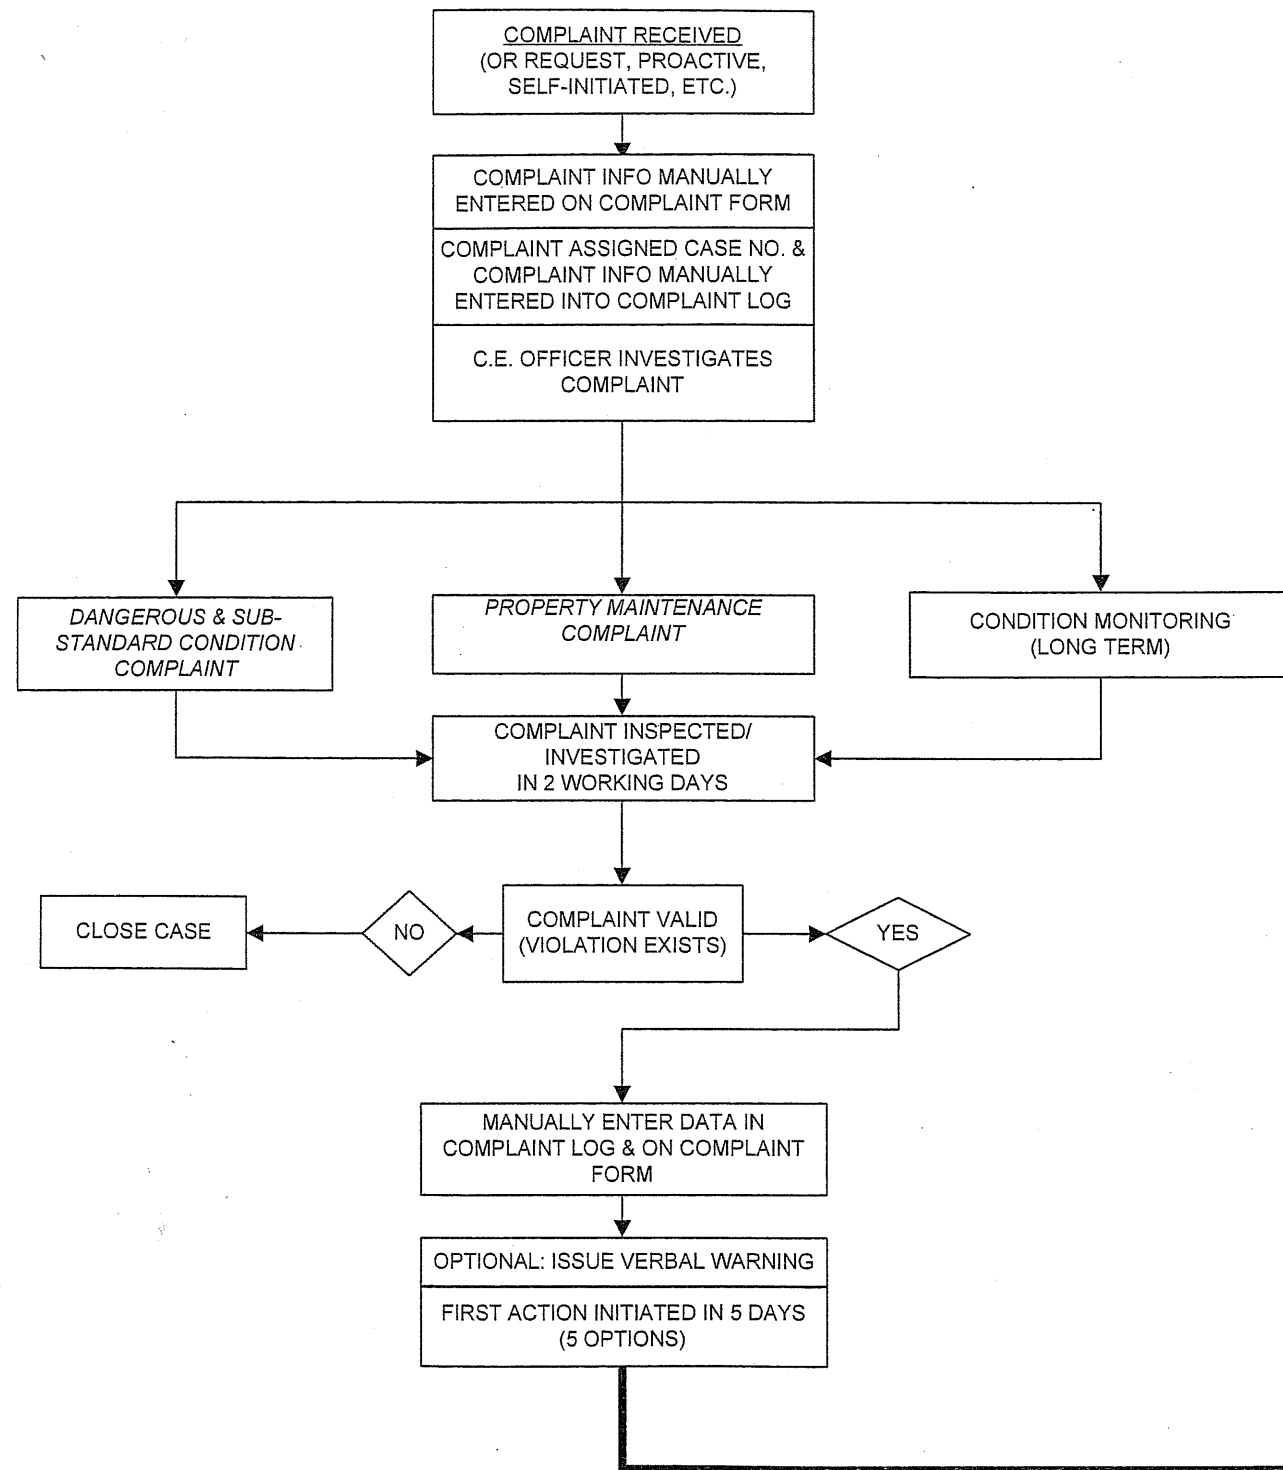 COMPLAINT RECEIVED
(OR REQUEST, PROACTIVE,
SELF-INITIATED, ETC.)
COMPLAINT INFO MANUALLY
ENTERED ON COMPLAINT FORM
COMPLAINT ASSIGNED CASE NO. &
COMPLAINT INFO MANUALLY
ENTERED INTO COMPLAINT LOG
C.E. OFFICER INVESTIGATES
COMPLAINT
DANGEROUS & SUB-
STANDARD CONDITION
COMPLAINT
PROPERTY MAINTENANCE
COMPLAINT
CONDITION MONITORING
(LONG TERM)
COMPLAINT INSPECTED/
INVESTIGATED
IN 2 WORKING DAYS
CLOSE CASE
NO
COMPLAINT VALID
(VIOLATION EXISTS)
YES
MANUALLY ENTER DATA IN
COMPLAINT LOG & ON COMPLAINT
FORM
OPTIONAL: ISSUE VERBAL WARNING
FIRST ACTION INITIATED IN 5 DAYS
(5 OPTIONS)